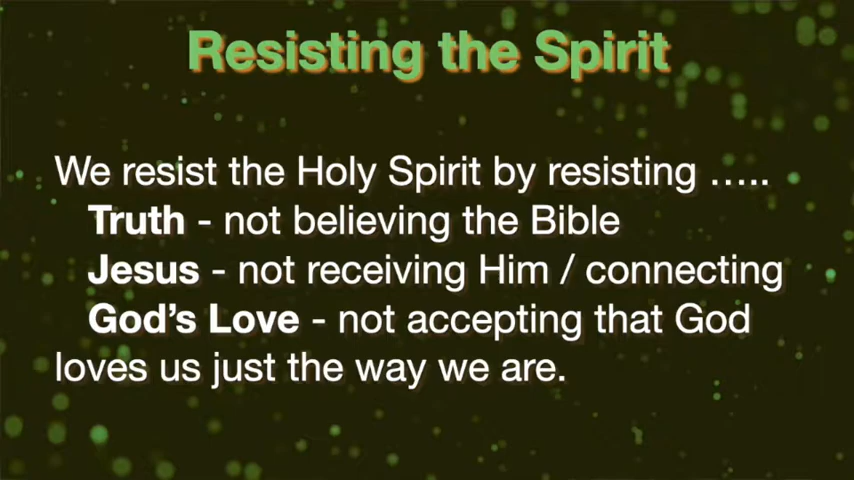 Resisting the Spirit
We resist the Holy Spirit by resisting …..
Truth - not believing the Bible
Jesus - not receiving Him / connecting
God’s Love - not accepting that God
loves us just the way we are.